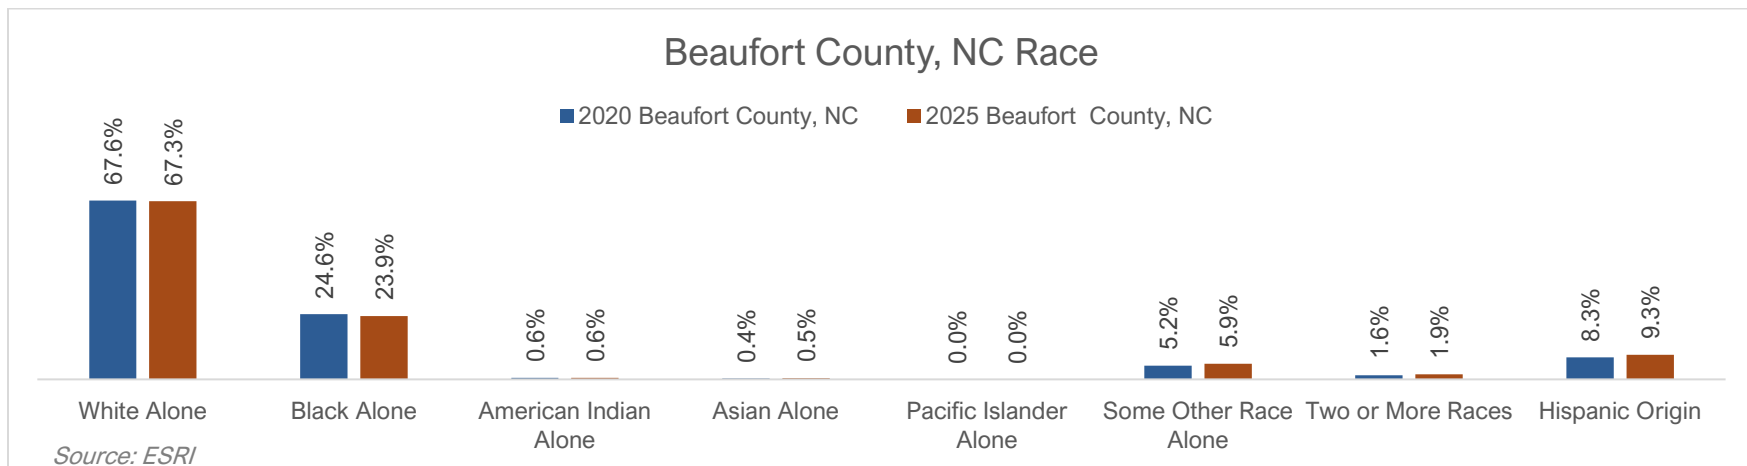 Beaufort County, NC Race
2020 Beaufort County, NC
2025 Beaufort County, NC
67.6%
67.3%
24.6%
23.9%
0.6%
0.6%
0.4%
0.5%
0.0%
0.0%
5.2%
5.9%
1.6%
1.9%
8.3%
9.3%
White Alone
Black Alone
American Indian
Alone
Asian Alone
Pacific Islander
Alone
Some Other Race
Alone
Two or More Races
Hispanic Origin
Source: ESRI